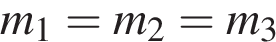 m₁ = m₂ = m₃